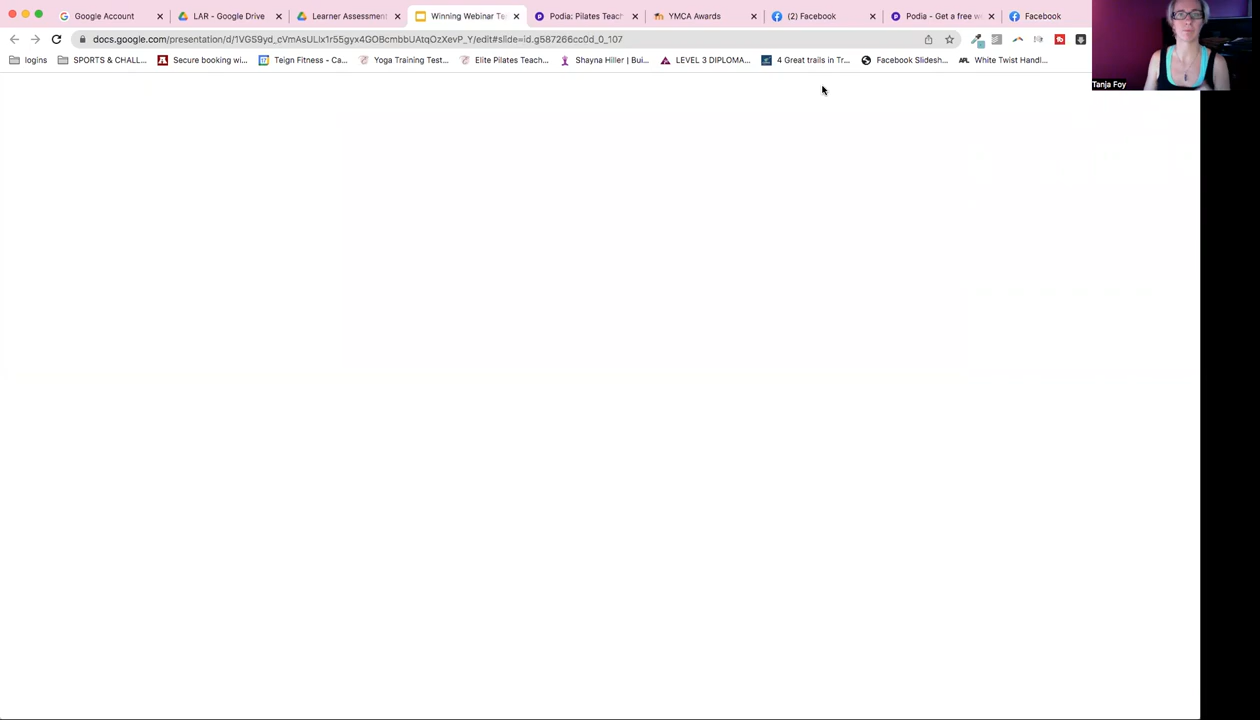 Google Account
LAR - Google Drive
Learner Assessment
Winning Webinar Te
Podia: Pilates Teach
YMCA Awards
(2) Facebook
Podia - Get a free w
Facebook
docs.google.com/presentation/d/1VGS9yd_cVmAsULIx1r55gyx4GOBcmbbUAtqOzXevP_Y/edit#slide=id.g587266cc0d_0_107
logins
SPORTS & CHALL...
Secure booking wi...
Teign Fitness - Ca...
Yoga Training Test...
Elite Pilates Teach...
Shayna Hiller | Bui...
LEVEL 3 DIPLOMA...
4 Great trails in Tr...
Facebook Slidesh...
APL White Twist Handl...
Tanja Foy